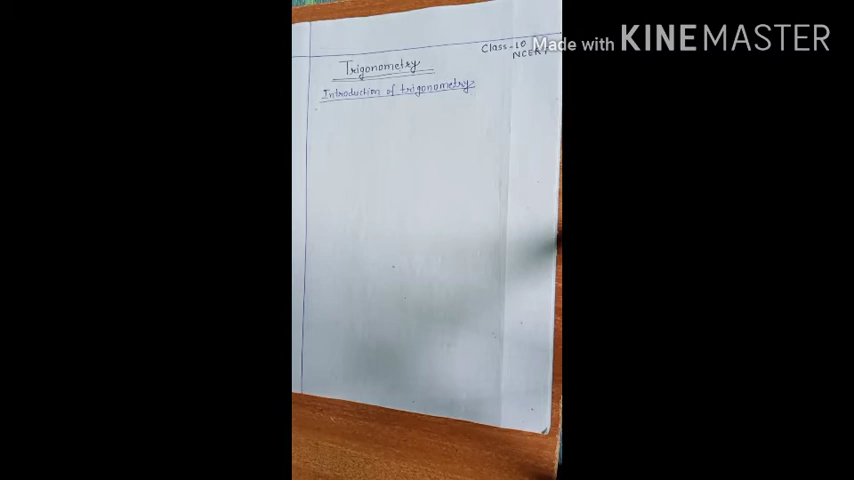 Class-10
NCERT
Trigonometry
Introduction of trigonometry:
Made with KINEMASTER